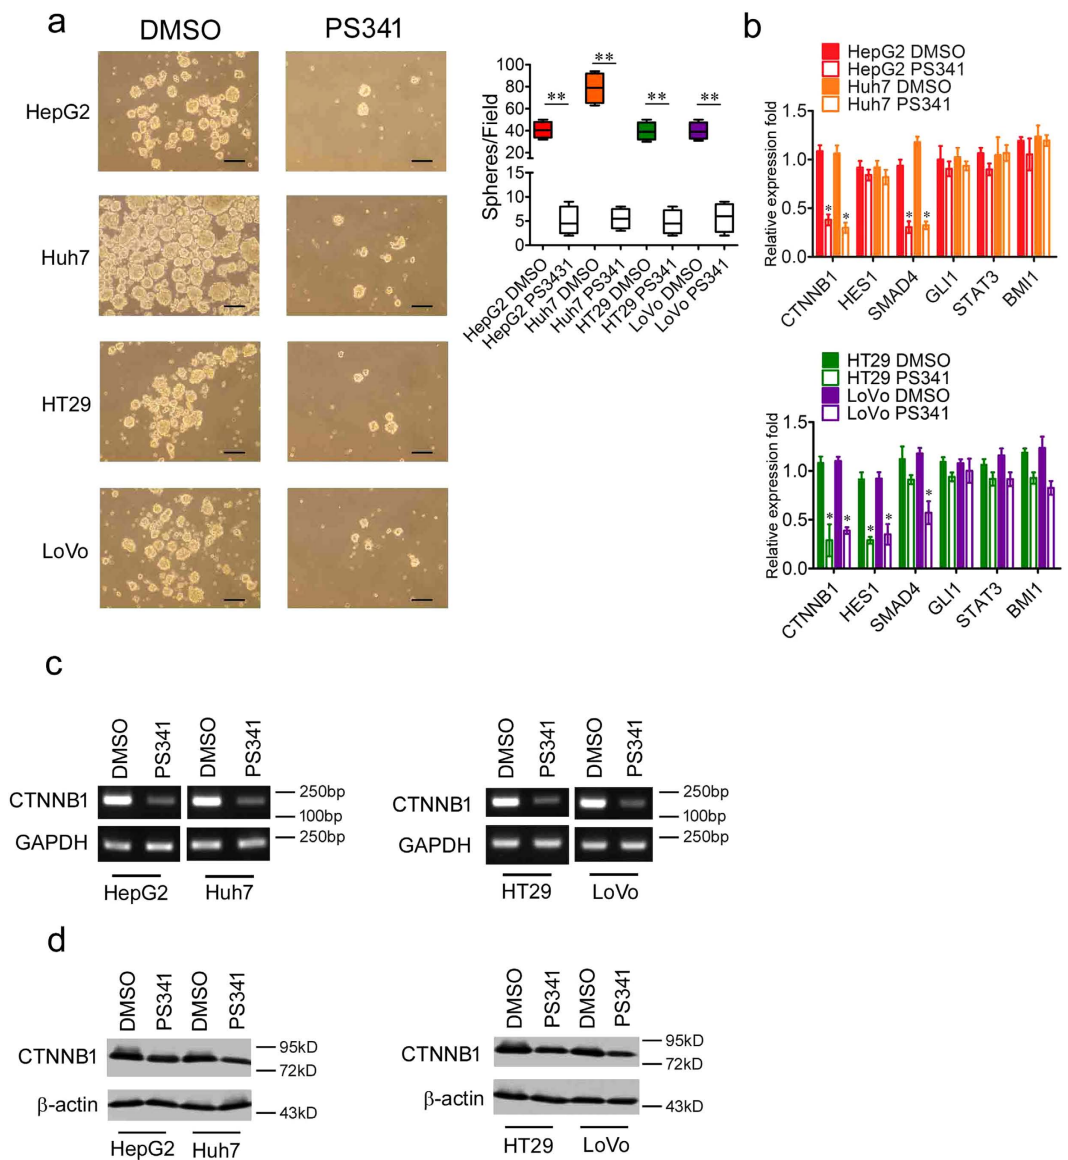 a
DMSO PS341
HepG2
Huh7
HT29
LoVo
Spheres/Field
100
80
60
40
20
15
10
5
0
** ** ** **
HepG2 DMSO
HepG2 PS3431
Huh7 DMSO
Huh7 PS341
HT29 DMSO
HT29 PS341
LoVo DMSO
LoVo PS341
b
HepG2 DMSO
HepG2 PS341
Huh7 DMSO
Huh7 PS341
Relative expression fold
1.5
1.0
0.5
0.0
* * * *
CTNNB1 HES1 SMAD4 GLI1 STAT3 BMI1
HT29 DMSO
HT29 PS341
LoVo DMSO
LoVo PS341
Relative expression fold
1.5
1.0
0.5
0.0
* * * * *
CTNNB1 HES1 SMAD4 GLI1 STAT3 BMI1
c
DMSO PS341 DMSO PS341
CTNNB1 250bp
100bp
GAPDH 250bp
HepG2 Huh7
DMSO PS341 DMSO PS341
CTNNB1 250bp
100bp
GAPDH 250bp
HT29 LoVo
d
DMSO PS341 DMSO PS341
CTNNB1 95kD
72kD
β-actin 43kD
HepG2 Huh7
DMSO PS341 DMSO PS341
CTNNB1 95kD
72kD
β-actin 43kD
HT29 LoVo